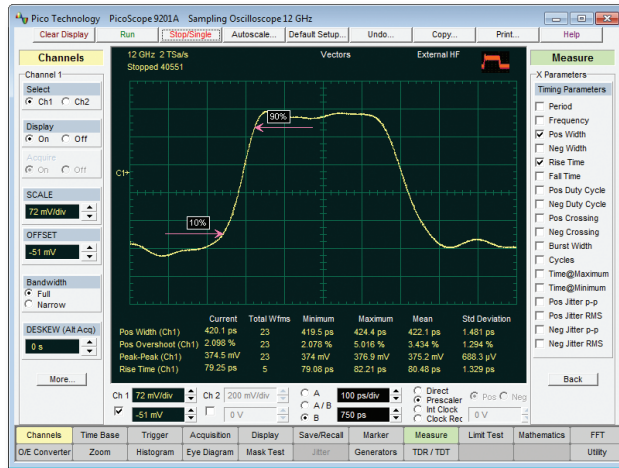 Pico Technology PicoScope 9201A Sampling Oscilloscope 12 GHz
Clear Display Run Stop/Single Autoscale... Default Setup... Undo... Copy... Print... Help
Channels
Channel 1
Select
Ch1 Ch2
Display
On Off
Acquire
On Off
SCALE
72 mV/div
OFFSET
-51 mV
Bandwidth
Full
Narrow
DESKEW (Alt Acq)
0 s
More...
12 GHz 2 TSa/s Vectors External HF
Stopped 40551
90%
C1+
10%
Current Total Wfms Minimum Maximum Mean Std Deviation
Pos Width (Ch1) 420.1 ps 23 419.5 ps 424.4 ps 422.1 ps 1.481 ps
Pos Overshoot (Ch1) 2.098 % 23 2.078 % 5.016 % 3.434 % 1.294 %
Peak-Peak (Ch1) 374.5 mV 23 374 mV 376.9 mV 375.2 mV 688.3 µV
Rise Time (Ch1) 79.25 ps 5 79.08 ps 82.21 ps 80.48 ps 1.329 ps
Ch 1 72 mV/div Ch 2 200 mV/div A 100 ps/div Direct Pos Neg
A / B Prescaler
-51 mV 0 V B 750 ps Int Clock 0 V
Clock Rec
Measure
X Parameters
Timing Parameters
Period
Frequency
Pos Width
Neg Width
Rise Time
Fall Time
Pos Duty Cycle
Neg Duty Cycle
Pos Crossing
Neg Crossing
Burst Width
Cycles
Time@Maximum
Time@Minimum
Pos Jitter p-p
Pos Jitter RMS
Neg Jitter p-p
Neg Jitter RMS
Back
Channels Time Base Trigger Acquisition Display Save/Recall Marker Measure Limit Test Mathematics FFT
O/E Converter Zoom Histogram Eye Diagram Mask Test Jitter Generators TDR / TDT Utility